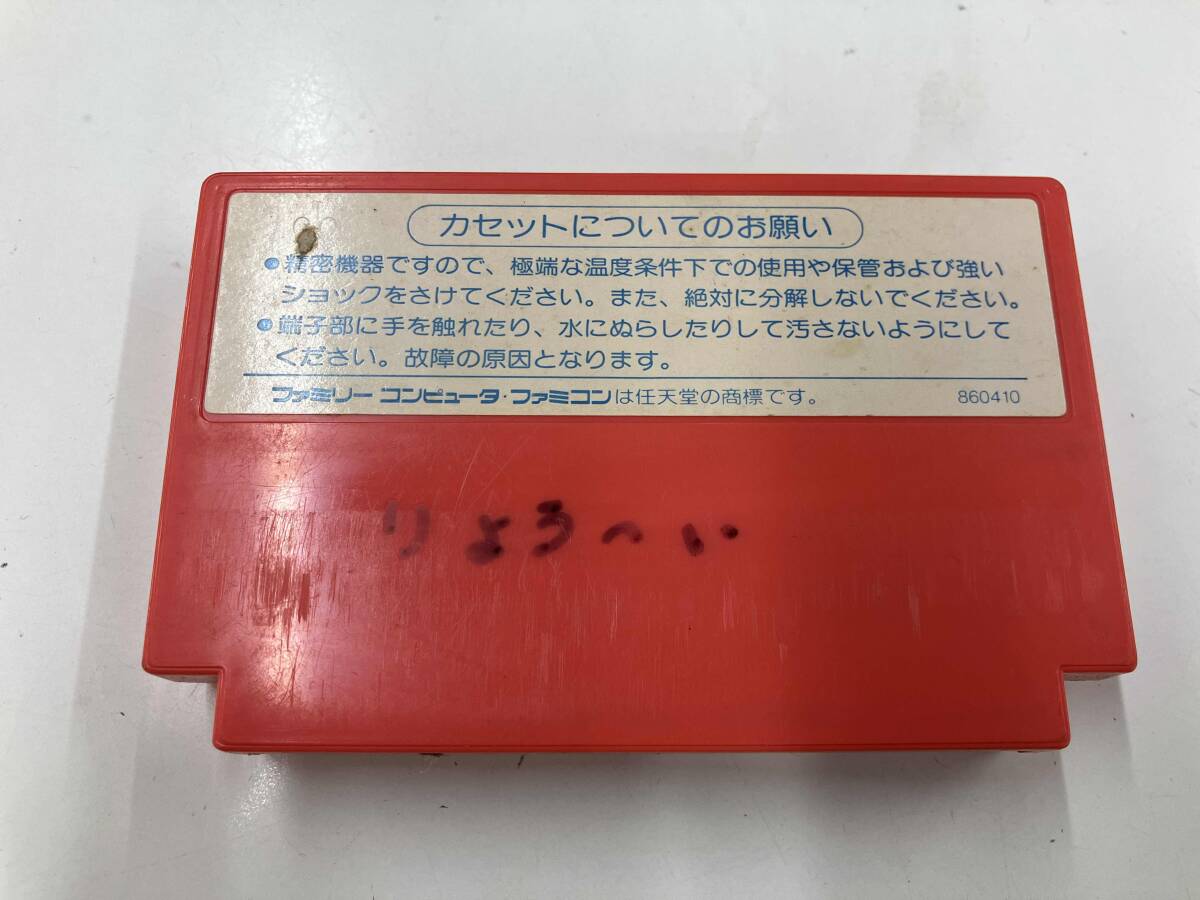 カセットについてのお願い
●精密機器ですので、極端な温度条件下での使用や保管および強い
ショックをさけてください。また、絶対に分解しないでください。
●端子部に手を触れたり、水にぬらしたりして汚さないようにして
ください。故障の原因となります。
ファミリーコンピュータ・ファミコンは任天堂の商標です。 860410
りょうへい